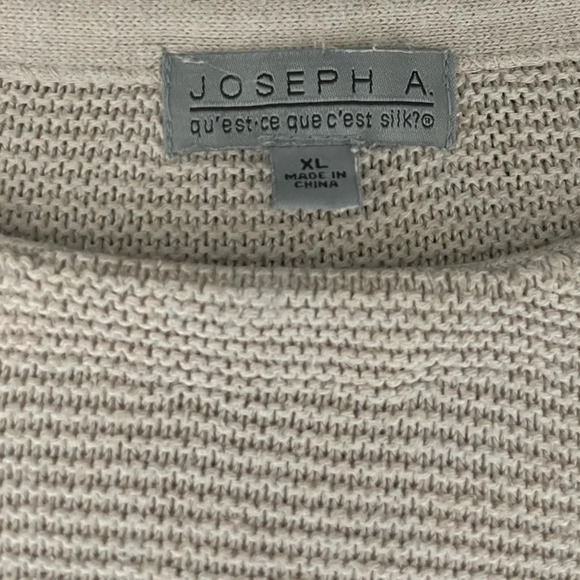 JOSEPH A.
qu'est·ce que c'est silk?®
XL
MADE IN
CHINA